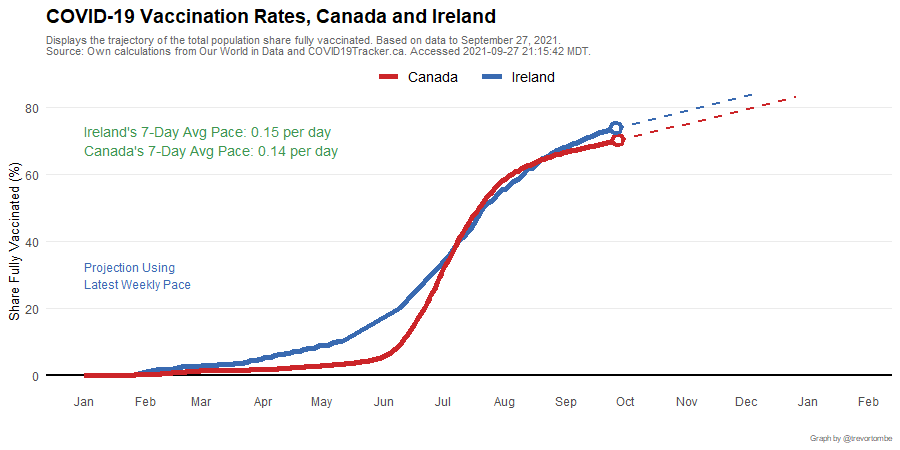 COVID-19 Vaccination Rates, Canada and Ireland
Displays the trajectory of the total population share fully vaccinated. Based on data to September 27, 2021.
Source: Own calculations from Our World in Data and COVID19Tracker.ca. Accessed 2021-09-27 21:15:42 MDT.
Canada Ireland
Share Fully Vaccinated (%)
80
60
40
20
0
Ireland's 7-Day Avg Pace: 0.15 per day
Canada's 7-Day Avg Pace: 0.14 per day
Projection Using
Latest Weekly Pace
Jan Feb Mar Apr May Jun Jul Aug Sep Oct Nov Dec Jan Feb
Graph by @trevortombe